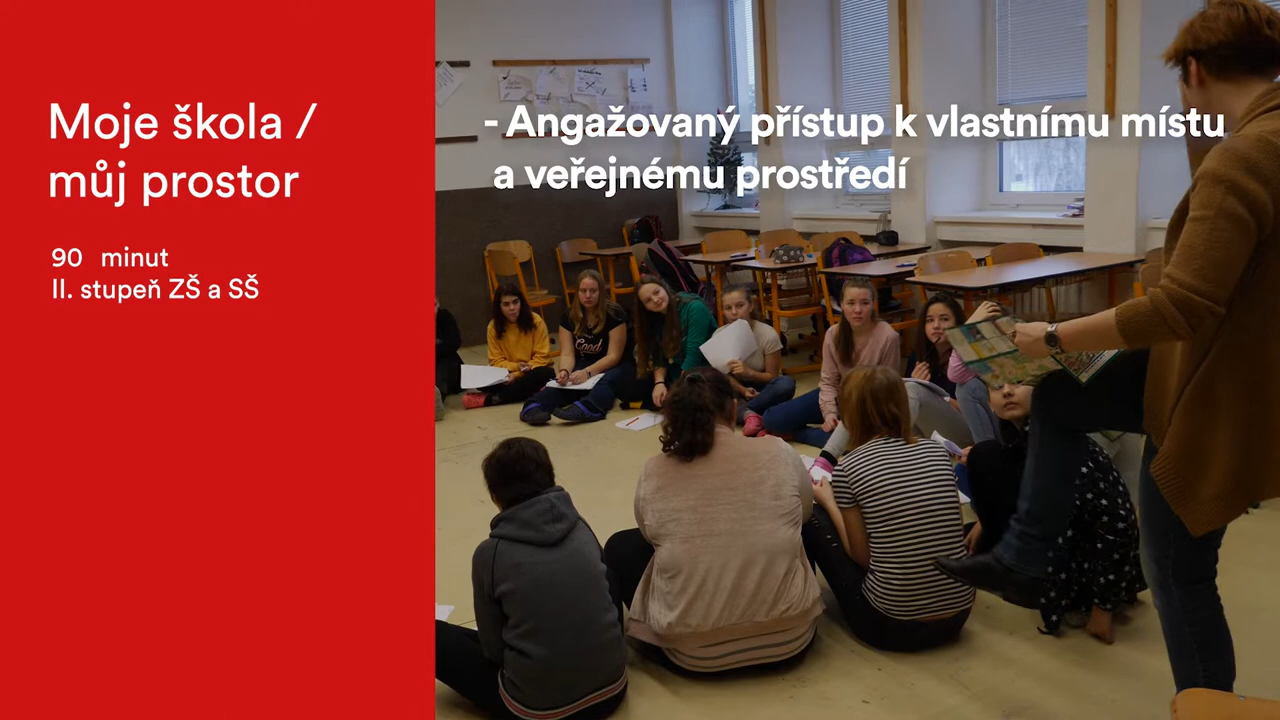 Moje škola /
můj prostor
90 minut
II. stupeň ZŠ a SŠ
- Angažovaný přístup k vlastnímu místu
a veřejnému prostředí